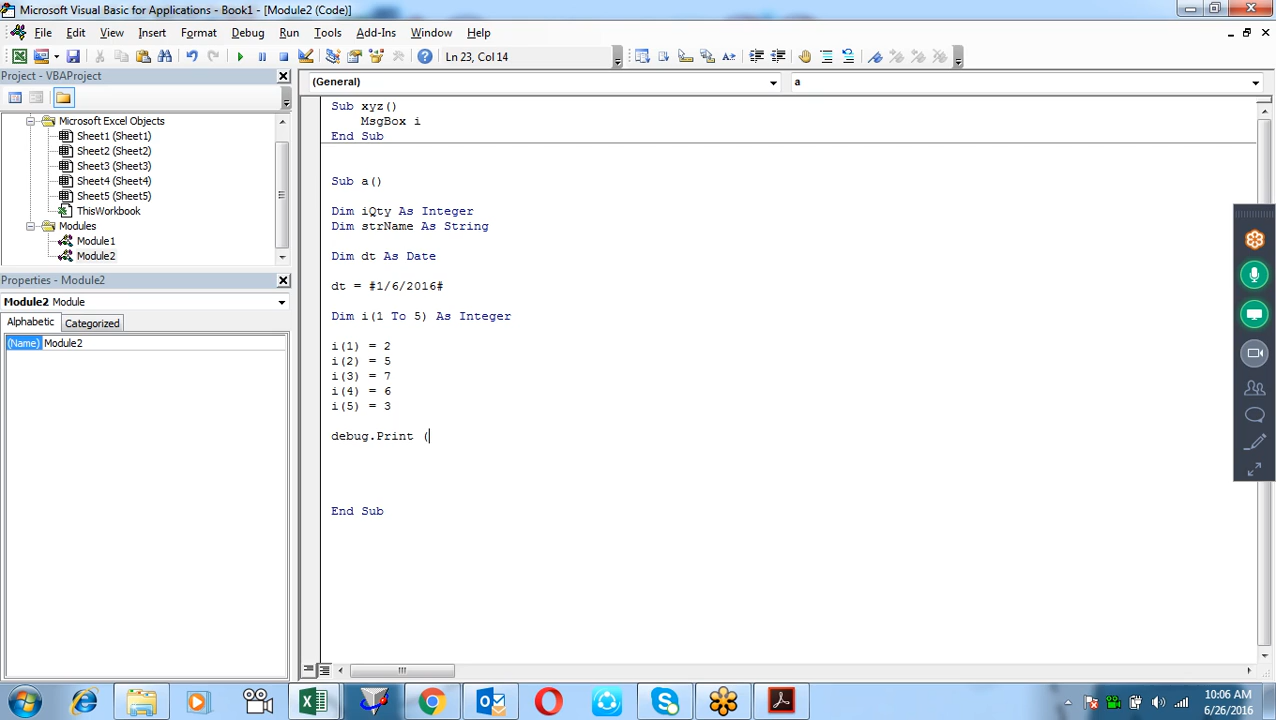 Microsoft Visual Basic for Applications - Book1 - [Module2 (Code)]
File Edit View Insert Format Debug Run Tools Add-Ins Window Help
Ln 23, Col 14
Project - VBAProject
(General)
a
Microsoft Excel Objects
Sheet1 (Sheet1)
Sheet2 (Sheet2)
Sheet3 (Sheet3)
Sheet4 (Sheet4)
Sheet5 (Sheet5)
ThisWorkbook
Modules
Module1
Module2
Properties - Module2
Module2 Module
Alphabetic Categorized
(Name) Module2
Sub xyz()
MsgBox i
End Sub
Sub a()
Dim iQty As Integer
Dim strName As String
Dim dt As Date
dt = #1/6/2016#
Dim i(1 To 5) As Integer
i(1) = 2
i(2) = 5
i(3) = 7
i(4) = 6
i(5) = 3
debug.Print (
End Sub
10:06 AM
6/26/2016